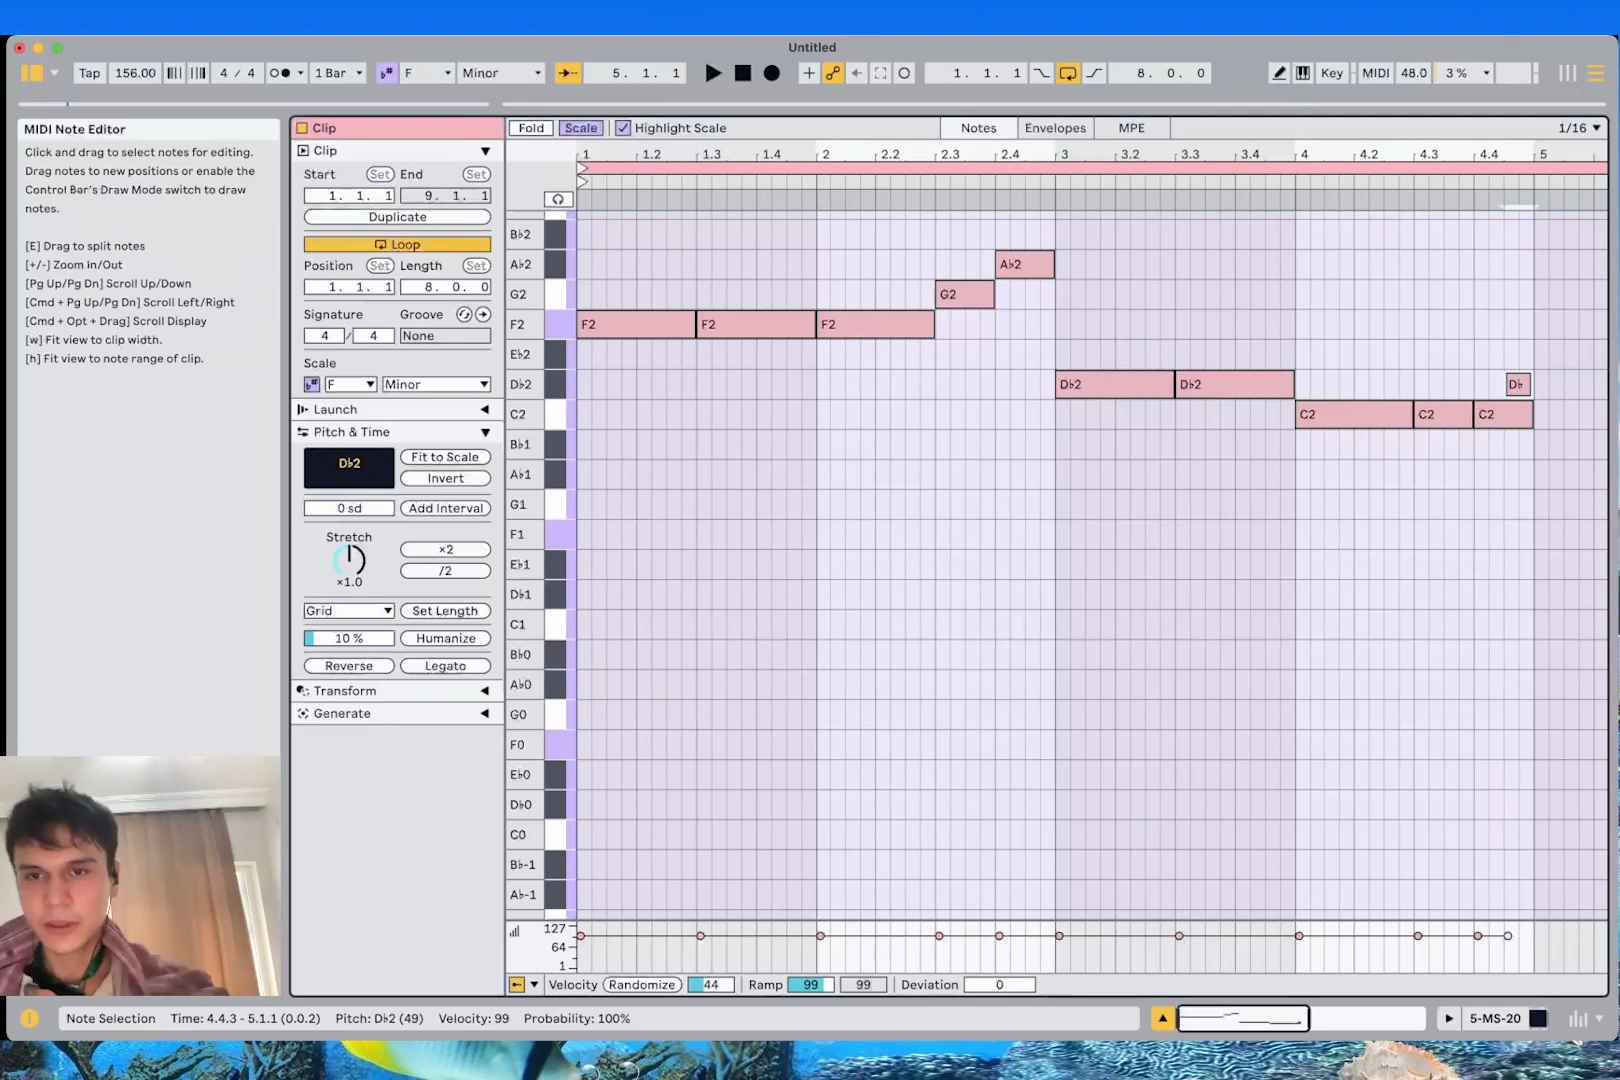 Untitled
Tap 156.00 4 / 4 1 Bar F Minor 5. 1. 1 1. 1. 1 8. 0. 0 Key MIDI 48.0 3 %
MIDI Note Editor
Click and drag to select notes for editing.
Drag notes to new positions or enable the
Control Bar's Draw Mode switch to draw
notes.
[E] Drag to split notes
[+/-] Zoom in/Out
[Pg Up/Pg Dn] Scroll Up/Down
[Cmd + Pg Up/Pg Dn] Scroll Left/Right
[Cmd + Opt + Drag] Scroll Display
[w] Fit view to clip width.
[h] Fit view to note range of clip.
Clip
Clip
Start Set End Set
1. 1. 1 9. 1. 1
Duplicate
Loop
Position Set Length Set
1. 1. 1 8. 0. 0
Signature Groove
4 / 4 None
Scale
F Minor
Launch
Pitch & Time
D♭2 Fit to Scale
Invert
0 sd Add Interval
Stretch
×2
/2
×1.0
Grid Set Length
10 % Humanize
Reverse Legato
Transform
Generate
Fold Scale Highlight Scale Notes Envelopes MPE 1/16
1 1.2 1.3 1.4 2 2.2 2.3 2.4 3 3.2 3.3 3.4 4 4.2 4.3 4.4 5
B♭2
A♭2 A♭2
G2 G2
F2 F2 F2 F2
E♭2
D♭2 D♭2 D♭2 D♭
C2 C2 C2 C2
B♭1
A♭1
G1
F1
E♭1
D♭1
C1
B♭0
A♭0
G0
F0
E♭0
D♭0
C0
B♭-1
A♭-1
127
64
1
Velocity Randomize 44 Ramp 99 99 Deviation 0
Note Selection Time: 4.4.3 - 5.1.1 (0.0.2) Pitch: D♭2 (49) Velocity: 99 Probability: 100%
5-MS-20